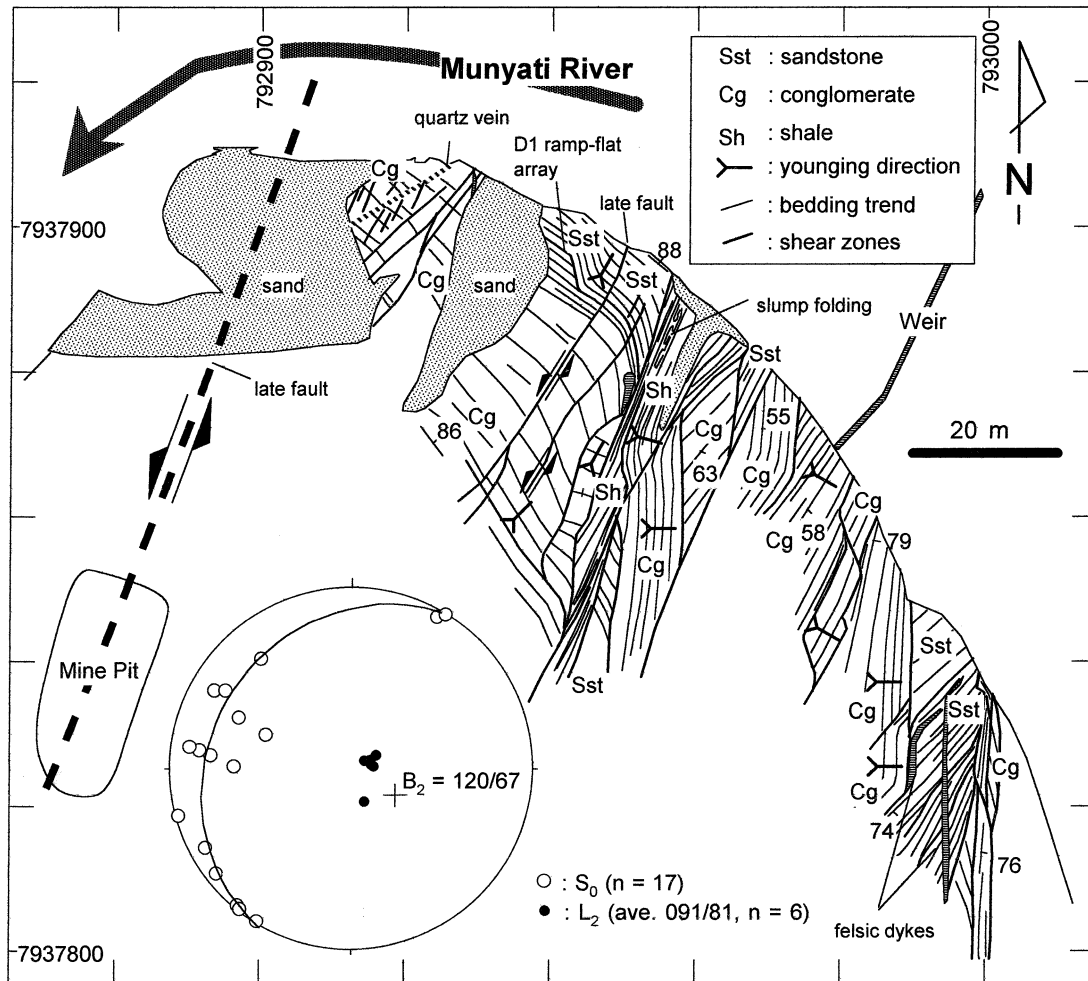 792900
793000
Munyati River
Sst : sandstone
Cg : conglomerate
Sh : shale
: younging direction
: bedding trend
: shear zones
N
quartz vein
D1 ramp-flat
array
Cg
late fault
7937900
Sst
88
Sst
sand
Cg
sand
slump folding
Weir
Sst
late fault
Sh
20 m
Cg
86
Cg
55
63
Cg
Sh
Cg
58
Cg
79
Cg
Mine Pit
Sst
Sst
Cg
Sst
B2 = 120/67
Cg
Cg
74
76
: S0 (n = 17)
: L2 (ave. 091/81, n = 6)
felsic dykes
7937800